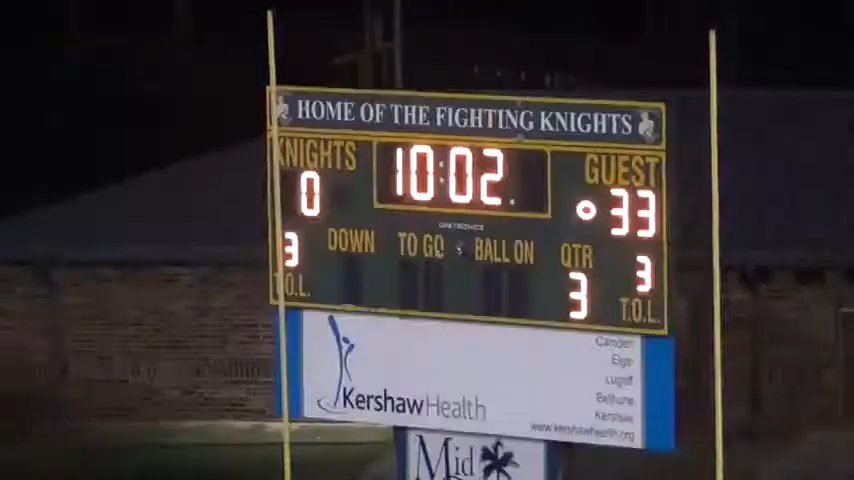 HOME OF THE FIGHTING KNIGHTS
KNIGHTS
10:02
GUEST
0
33
DOWN TO GO BALL ON QTR
3
3
3
T.O.L.
T.O.L.
Camden
Elgin
Lugoff
Bethune
Kershaw
KershawHealth
www.kershawhealth.org
Mid